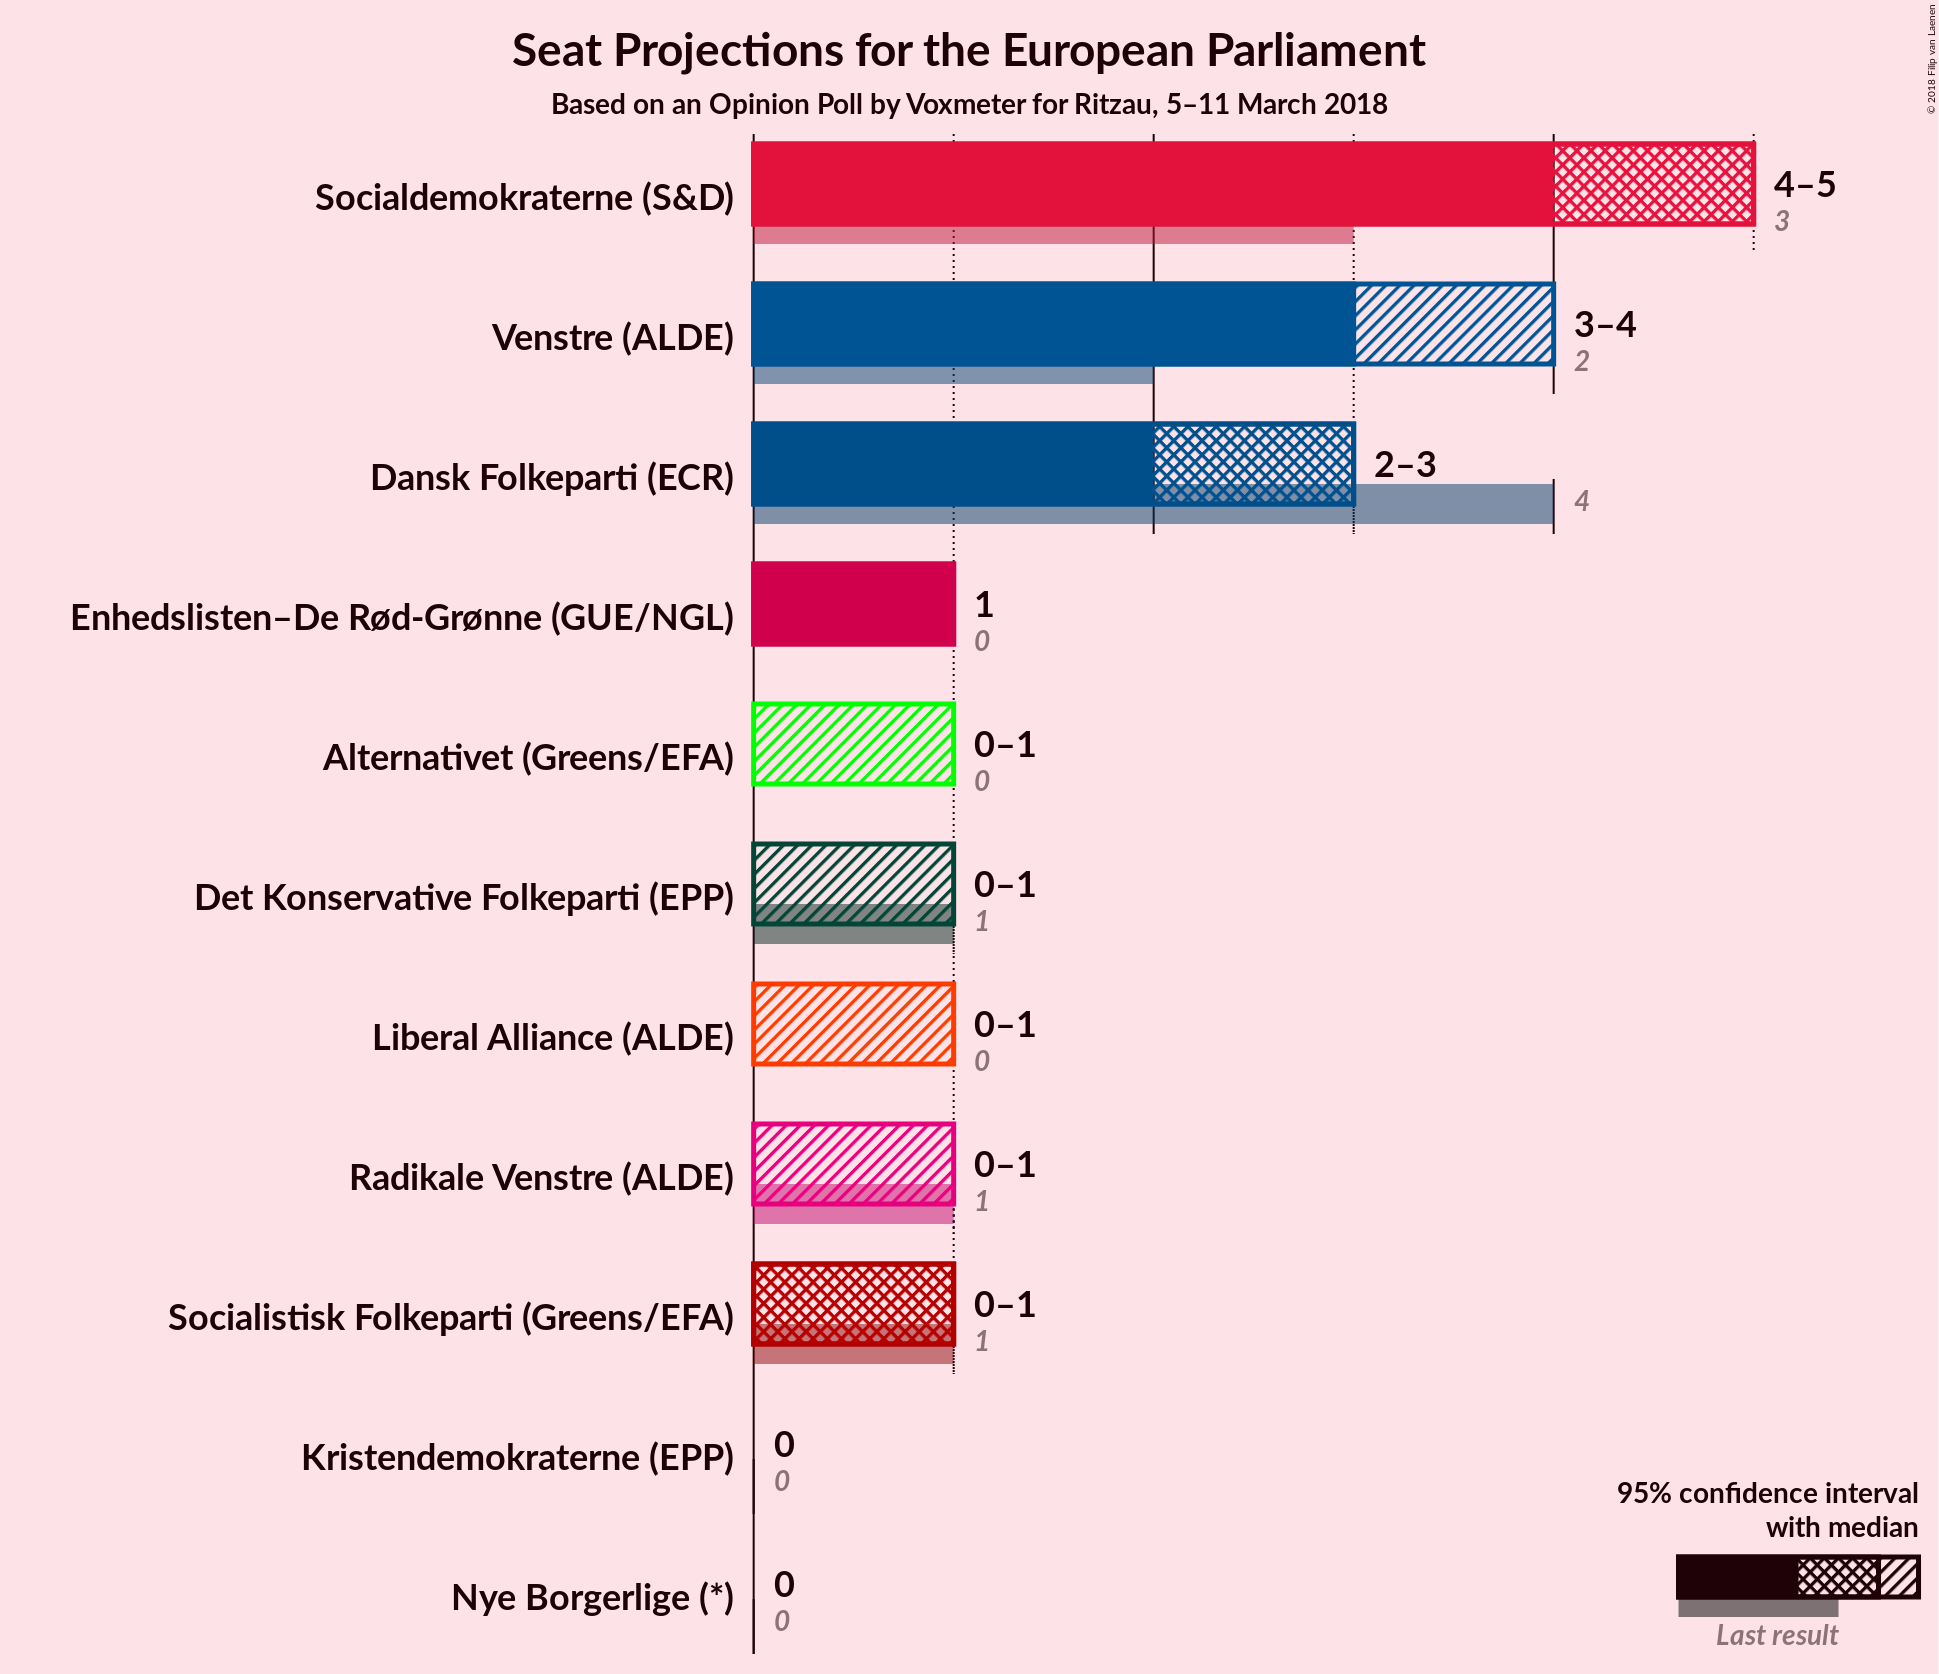 Seat Projections for the European Parliament
Based on an Opinion Poll by Voxmeter for Ritzau, 5–11 March 2018
© 2018 Filip van Laenen
Socialdemokraterne (S&D)
4–5
3
Venstre (ALDE)
3–4
2
Dansk Folkeparti (ECR)
2–3
4
Enhedslisten–De Rød-Grønne (GUE/NGL)
1
0
Alternativet (Greens/EFA)
0–1
0
Det Konservative Folkeparti (EPP)
0–1
1
Liberal Alliance (ALDE)
0–1
0
Radikale Venstre (ALDE)
0–1
1
Socialistisk Folkeparti (Greens/EFA)
0–1
1
Kristendemokraterne (EPP)
0
0
Nye Borgerlige (*)
0
0
95% confidence interval
with median
Last result